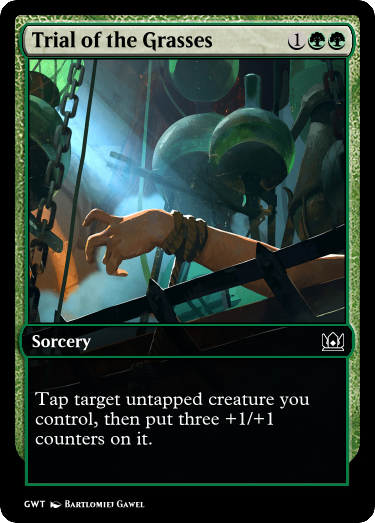 Trial of the Grasses 1
Sorcery
Tap target untapped creature you
control, then put three +1/+1
counters on it.
GWT Bartlomiej Gawel